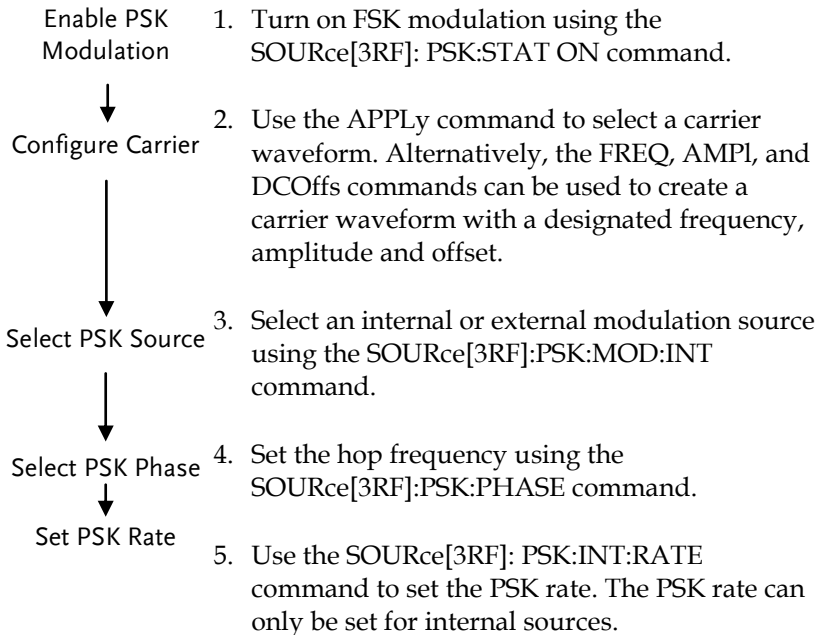 Enable PSK
Modulation
1. Turn on FSK modulation using the
SOURce[3RF]: PSK:STAT ON command.
Configure Carrier
2. Use the APPLy command to select a carrier
waveform. Alternatively, the FREQ, AMPl, and
DCOffs commands can be used to create a
carrier waveform with a designated frequency,
amplitude and offset.
Select PSK Source
3. Select an internal or external modulation source
using the SOURce[3RF]:PSK:MOD:INT
command.
Select PSK Phase
4. Set the hop frequency using the
SOURce[3RF]:PSK:PHASE command.
Set PSK Rate
5. Use the SOURce[3RF]: PSK:INT:RATE
command to set the PSK rate. The PSK rate can
only be set for internal sources.